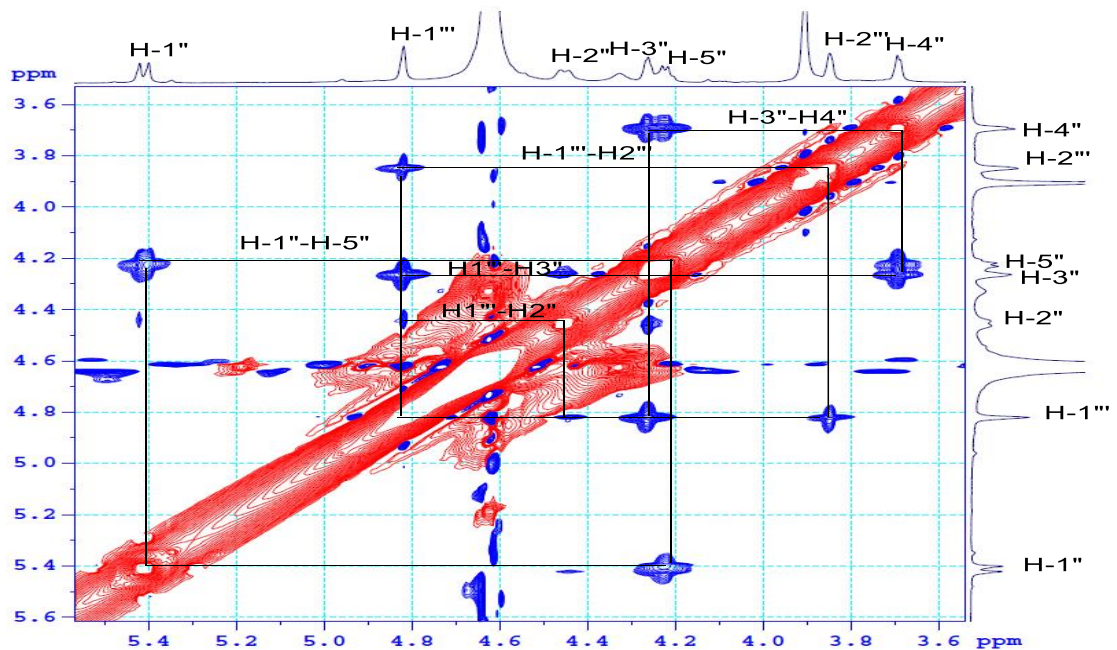 H-1" H-1"' H-2" H-3" H-5" H-2"' H-4"
ppm
3.6
3.8
4.0
4.2
4.4
4.6
4.8
5.0
5.2
5.4
5.6
H-3"-H4"
H-1"'-H2"'
H-1"-H-5"
H1"'-H3"
H1"'-H2"
H-4"
H-2"'
H-5"
H-3"
H-2"
H-1"'
H-1"
5.4 5.2 5.0 4.8 4.6 4.4 4.2 4.0 3.8 3.6 ppm